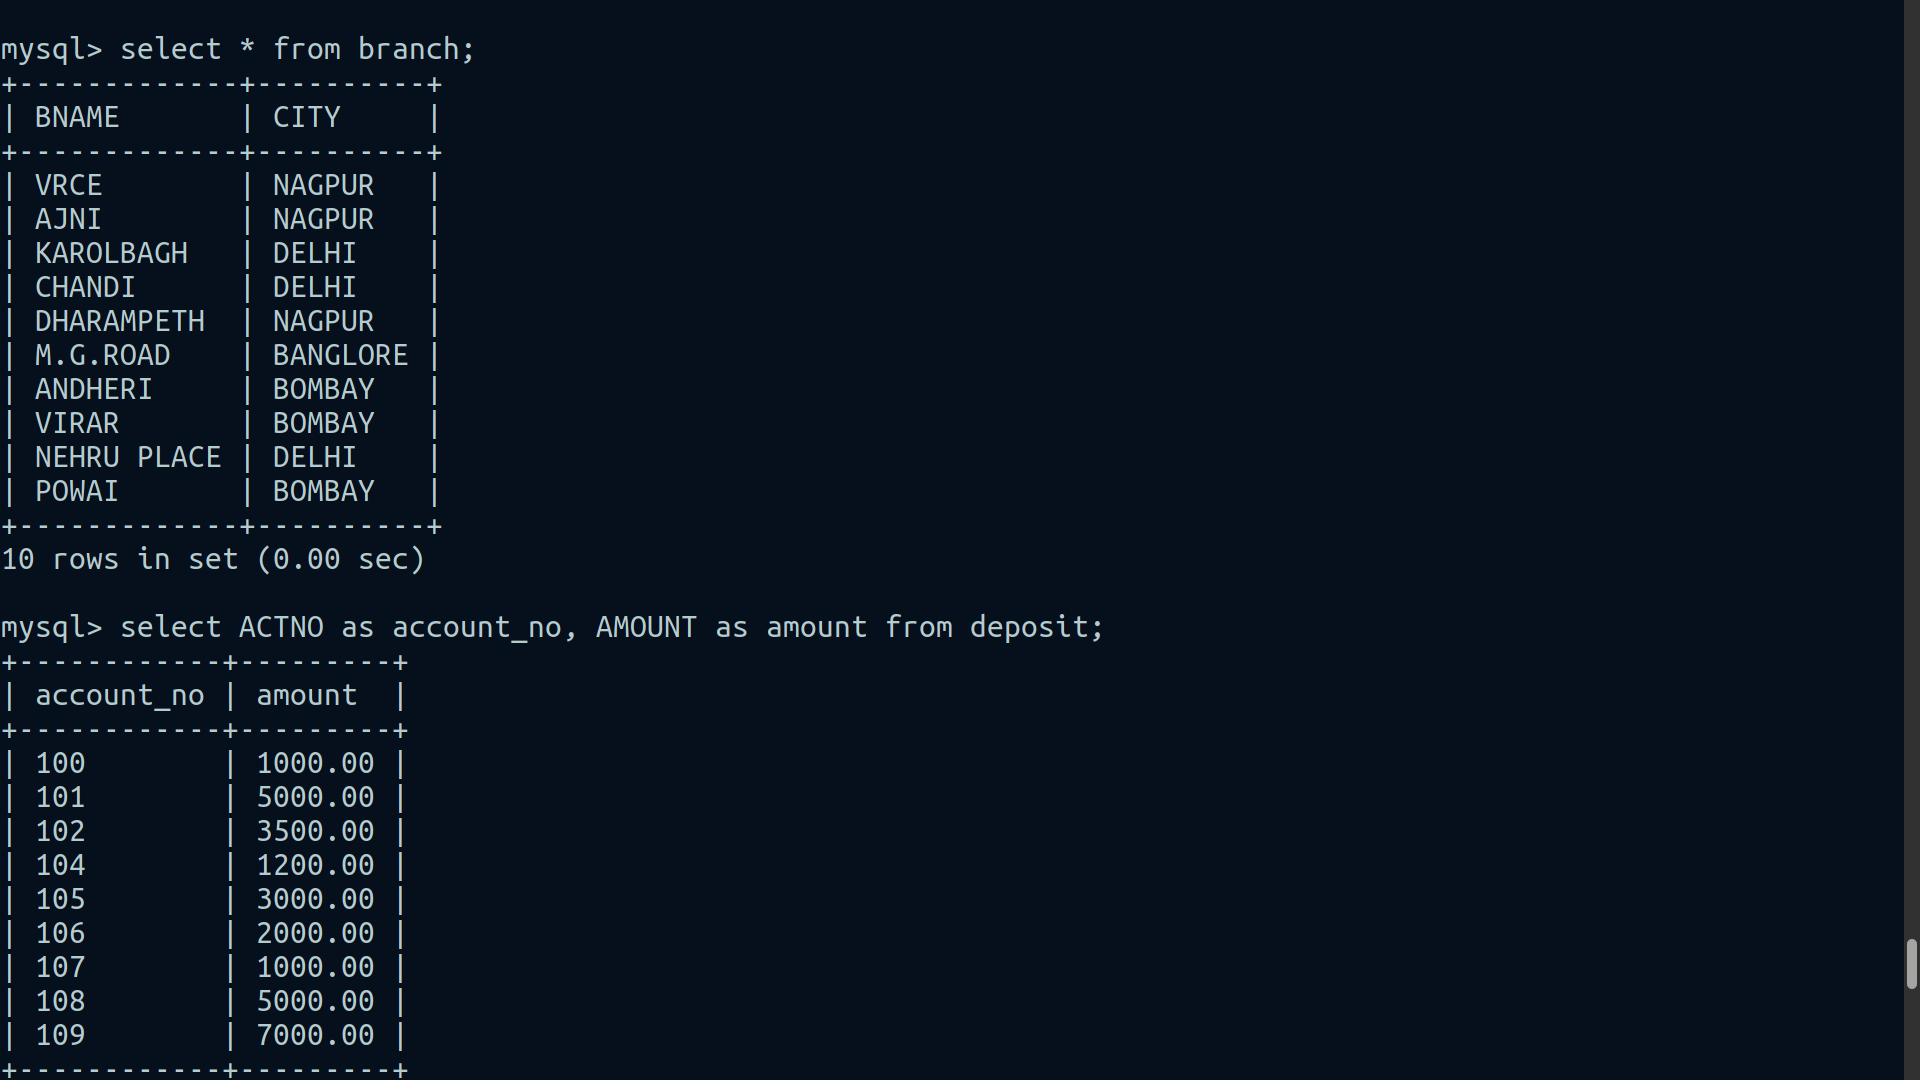 mysql> select * from branch;
+-------------+----------+
| BNAME       | CITY     |
+-------------+----------+
| VRCE        | NAGPUR   |
| AJNI        | NAGPUR   |
| KAROLBAGH   | DELHI    |
| CHANDI      | DELHI    |
| DHARAMPETH  | NAGPUR   |
| M.G.ROAD    | BANGLORE |
| ANDHERI     | BOMBAY   |
| VIRAR       | BOMBAY   |
| NEHRU PLACE | DELHI    |
| POWAI       | BOMBAY   |
+-------------+----------+
10 rows in set (0.00 sec)

mysql> select ACTNO as account_no, AMOUNT as amount from deposit;
+------------+---------+
| account_no | amount  |
+------------+---------+
| 100        | 1000.00 |
| 101        | 5000.00 |
| 102        | 3500.00 |
| 104        | 1200.00 |
| 105        | 3000.00 |
| 106        | 2000.00 |
| 107        | 1000.00 |
| 108        | 5000.00 |
| 109        | 7000.00 |
+------------+---------+